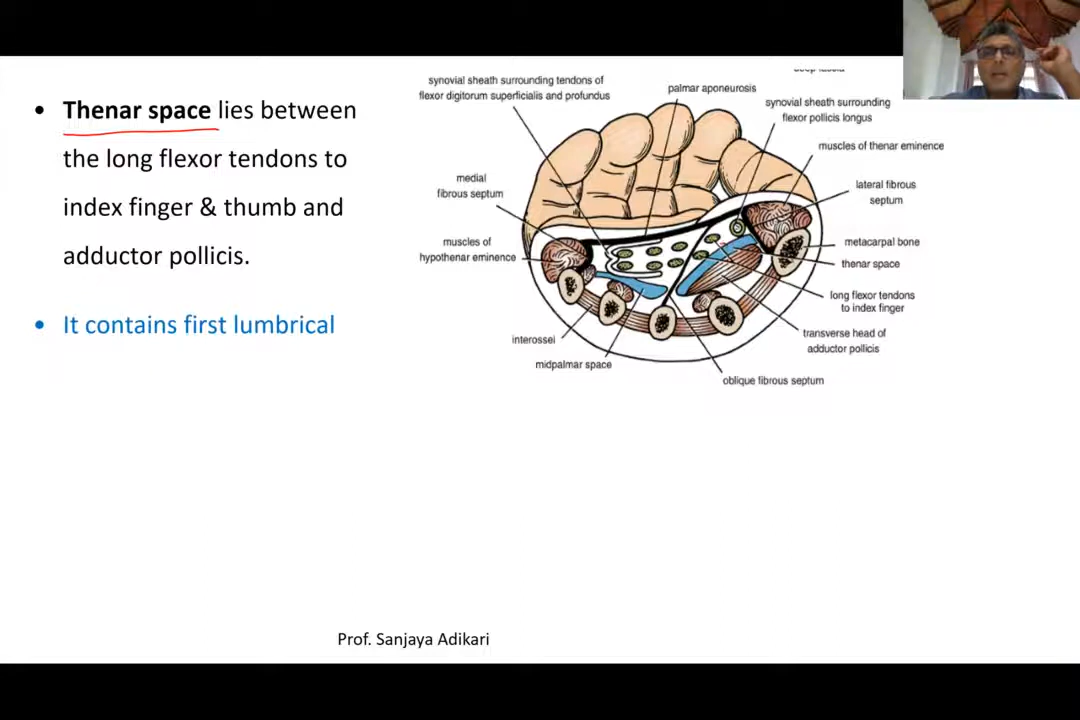 • Thenar space lies between
the long flexor tendons to
index finger & thumb and
adductor pollicis.
• It contains first lumbrical
deep fascia
synovial sheath surrounding tendons of
flexor digitorum superficialis and profundus
palmar aponeurosis
synovial sheath surrounding
flexor pollicis longus
muscles of thenar eminence
medial
fibrous septum
lateral fibrous
septum
muscles of
hypothenar eminence
metacarpal bone
thenar space
long flexor tendons
to index finger
transverse head of
adductor pollicis
interossei
midpalmar space
oblique fibrous septum
Prof. Sanjaya Adikari